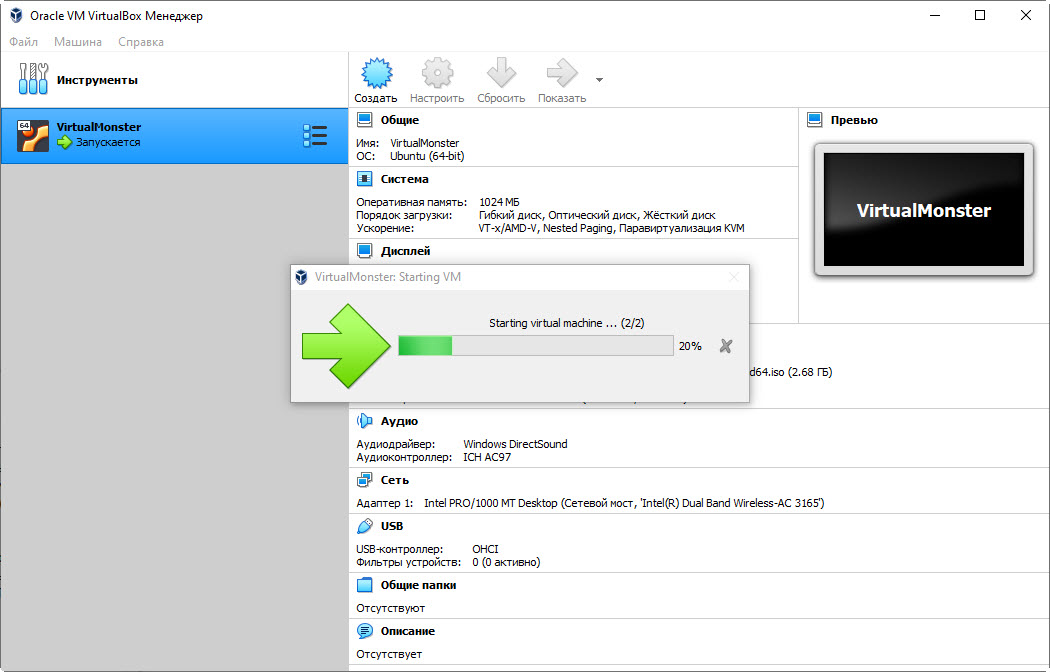 Oracle VM VirtualBox Менеджер
Файл Машина Справка
Инструменты
Создать Настроить Сбросить Показать
64
VirtualMonster
Запускается
Общие
Имя: VirtualMonster
ОС: Ubuntu (64-bit)
Превью
VirtualMonster
Система
Оперативная память: 1024 МБ
Порядок загрузки: Гибкий диск, Оптический диск, Жёсткий диск
Ускорение: VT-x/AMD-V, Nested Paging, Паравиртуализация KVM
Дисплей
VirtualMonster: Starting VM
Starting virtual machine ... (2/2)
20%
d64.iso (2.68 ГБ)
Аудио
Аудиодрайвер: Windows DirectSound
Аудиоконтроллер: ICH AC97
Сеть
Адаптер 1: Intel PRO/1000 MT Desktop (Сетевой мост, 'Intel(R) Dual Band Wireless-AC 3165')
USB
USB-контроллер: OHCI
Фильтры устройств: 0 (0 активно)
Общие папки
Отсутствуют
Описание
Отсутствует